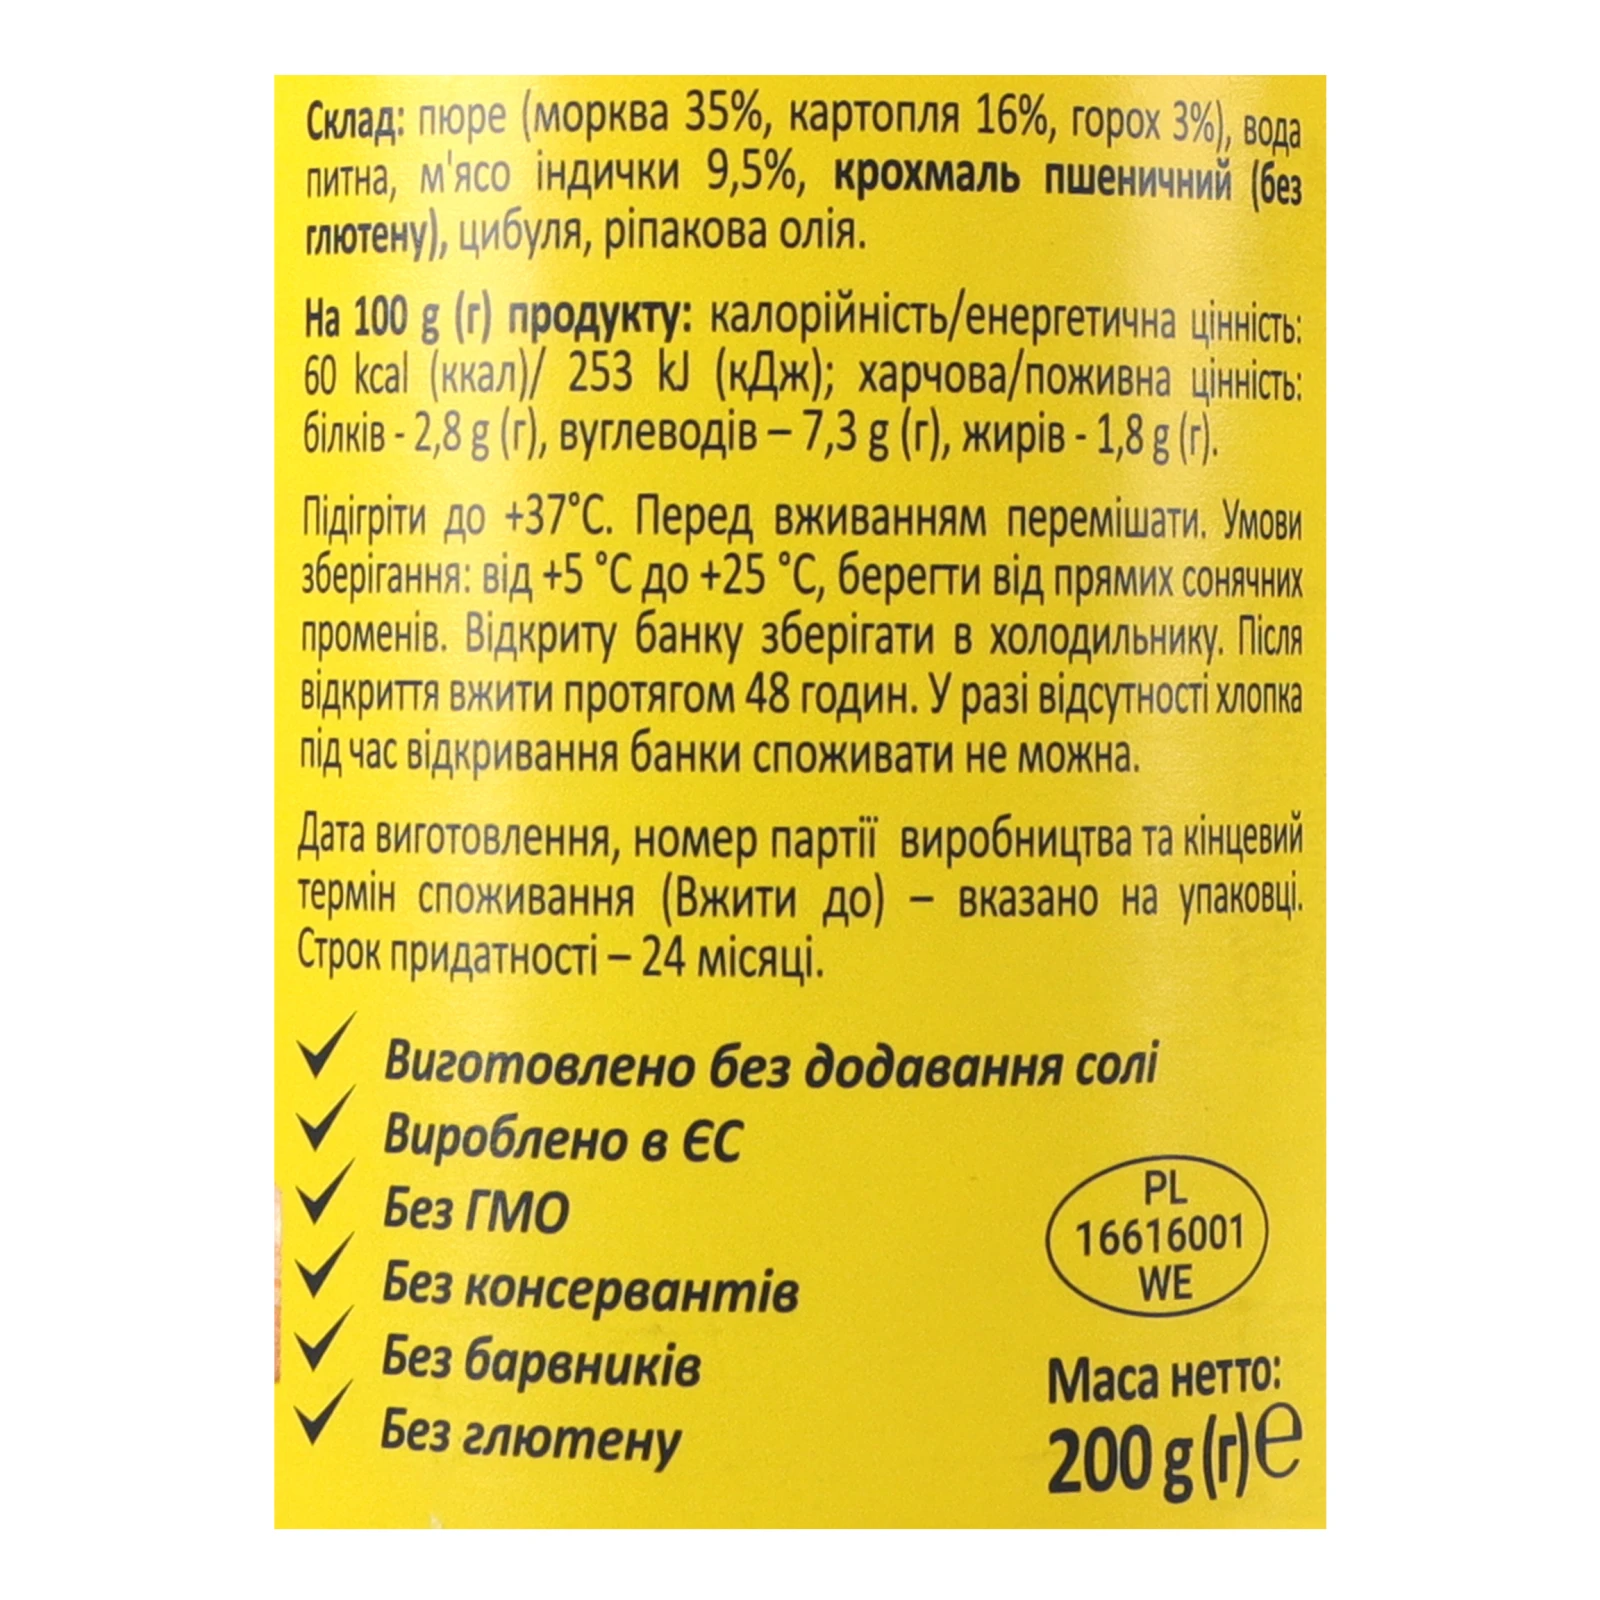 Склад: пюре (морква 35%, картопля 16%, горох 3%), вода
питна, м'ясо індички 9,5%, крохмаль пшеничний (без
глютену), цибуля, ріпакова олія.
На 100 g (г) продукту: калорійність/енергетична цінність:
60 kcal (ккал)/ 253 kJ (кДж); харчова/поживна цінність:
білків - 2,8 g (г), вуглеводів – 7,3 g (г), жирів - 1,8 g (г).
Підігріти до +37°C. Перед вживанням перемішати. Умови
зберігання: від +5 °C до +25 °C, берегти від прямих сонячних
променів. Відкриту банку зберігати в холодильнику. Після
відкриття вжити протягом 48 годин. У разі відсутності хлопка
під час відкривання банки споживати не можна.
Дата виготовлення, номер партії виробництва та кінцевий
термін споживання (Вжити до) – вказано на упаковці.
Строк придатності – 24 місяці.
Виготовлено без додавання солі
Вироблено в ЄС
Без ГМО
Без консервантів
Без барвників
Без глютену
PL
16616001
WE
Маса нетто:
200 g (г) ℮